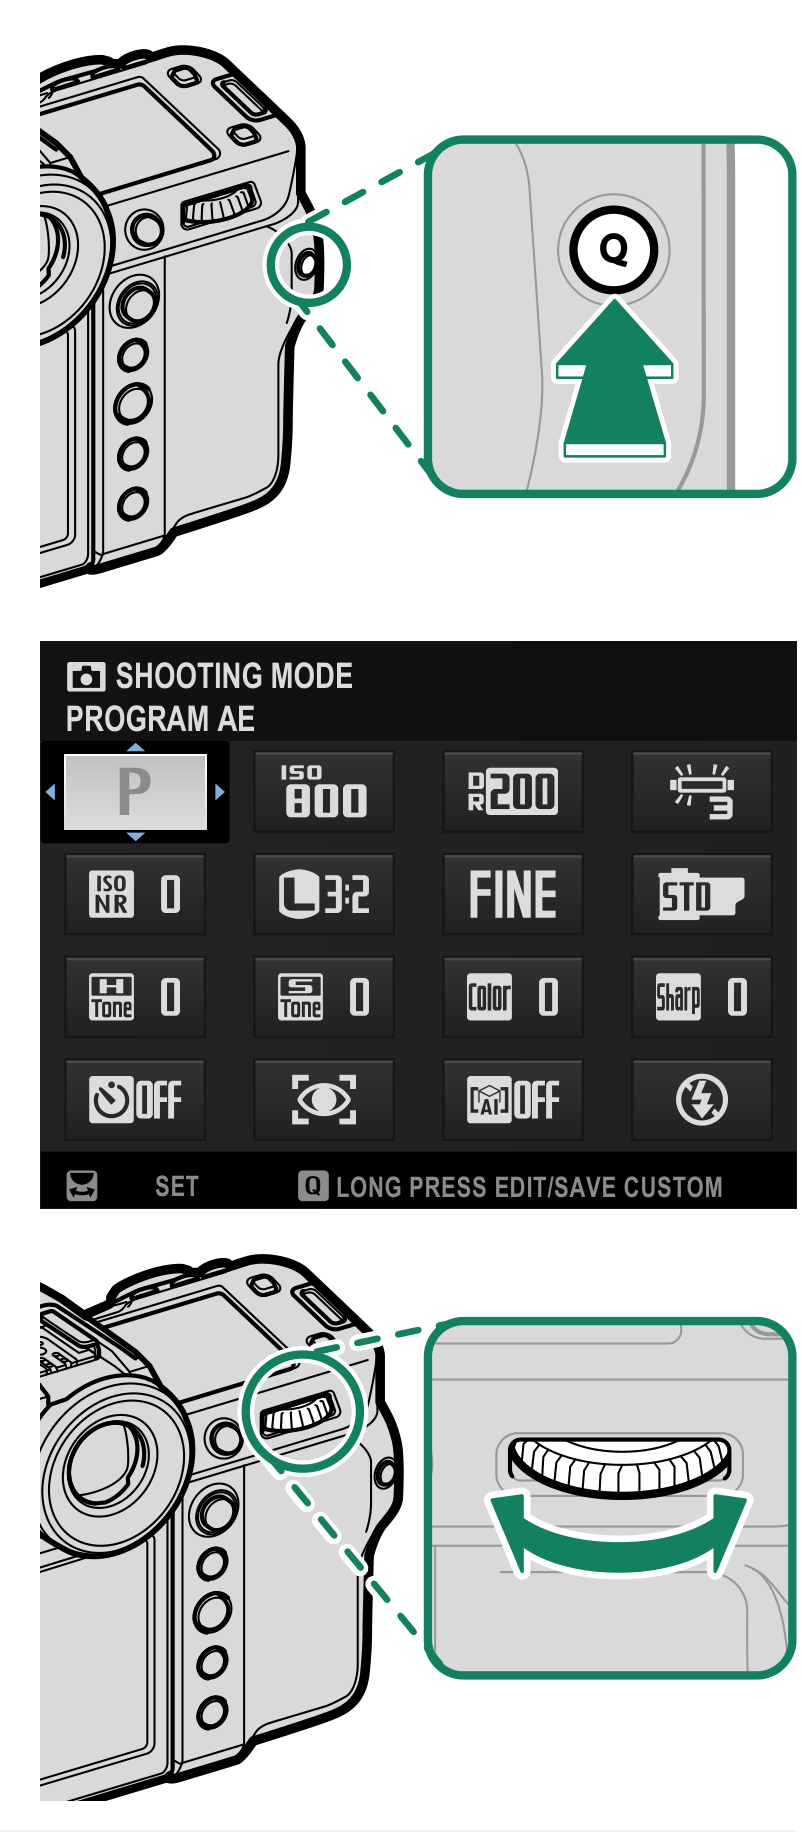 Q
SHOOTING MODE
PROGRAM AE
P
ISO 800
DR 200
3
ISO NR 0
L 3:2
FINE
STD
H Tone 0
S Tone 0
Color 0
Sharp 0
OFF
AI OFF
SET
Q LONG PRESS EDIT/SAVE CUSTOM